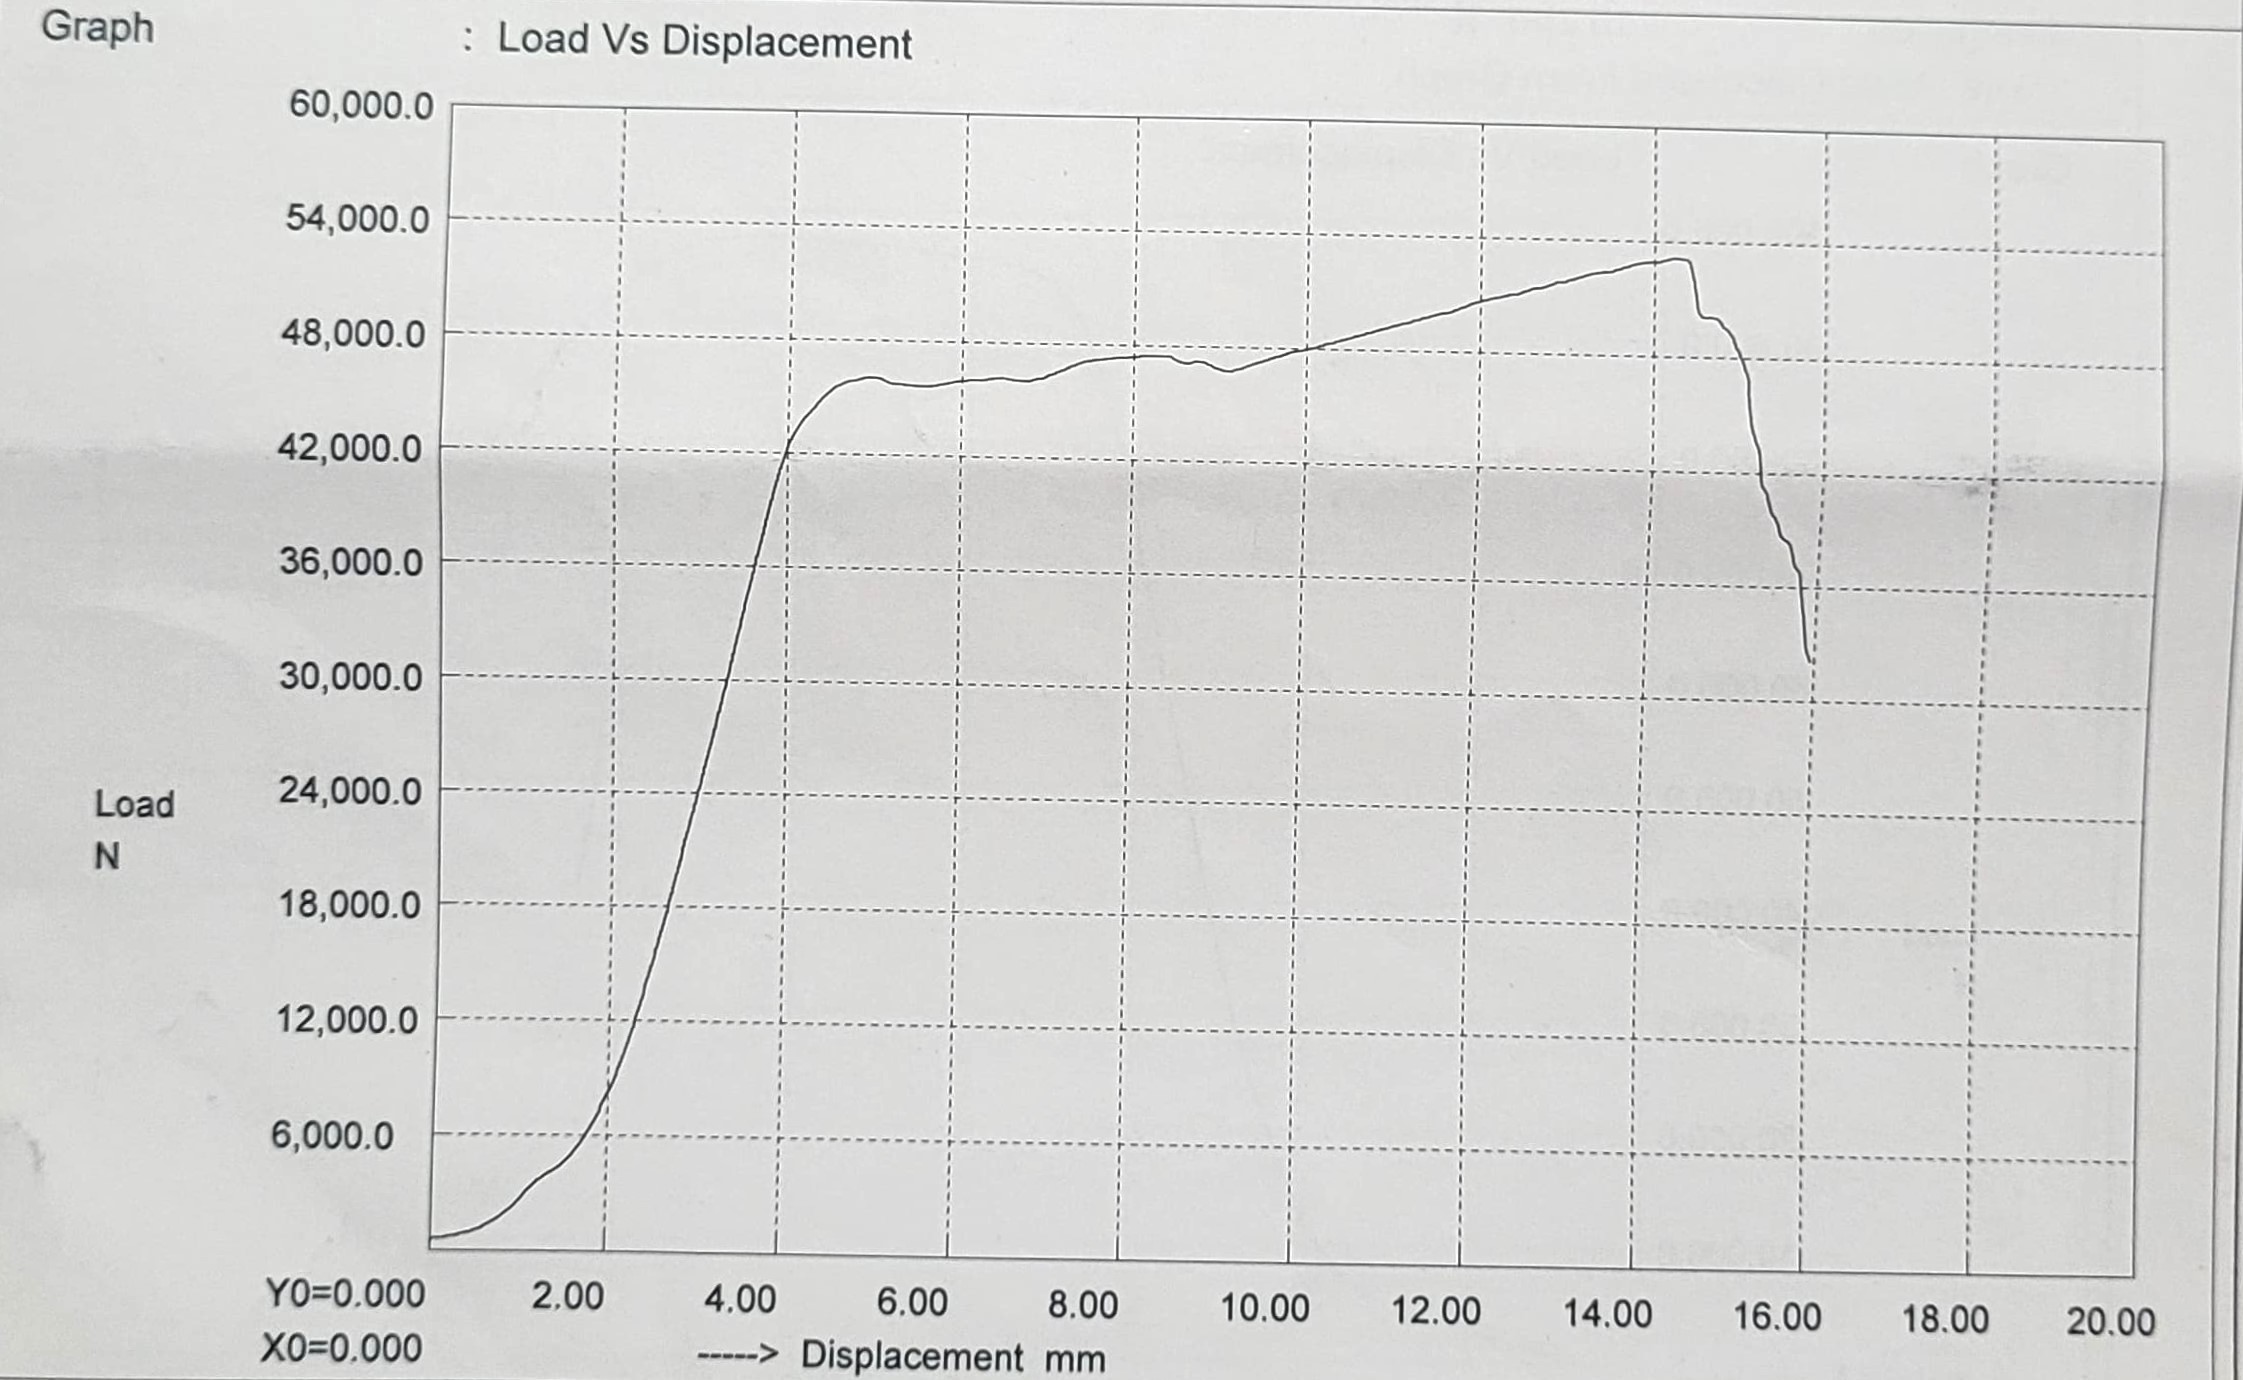 Graph : Load Vs Displacement
60,000.0
54,000.0
48,000.0
42,000.0
36,000.0
30,000.0
24,000.0
Load
N
18,000.0
12,000.0
6,000.0
Y0=0.000 2.00 4.00 6.00 8.00 10.00 12.00 14.00 16.00 18.00 20.00
X0=0.000 -----> Displacement mm